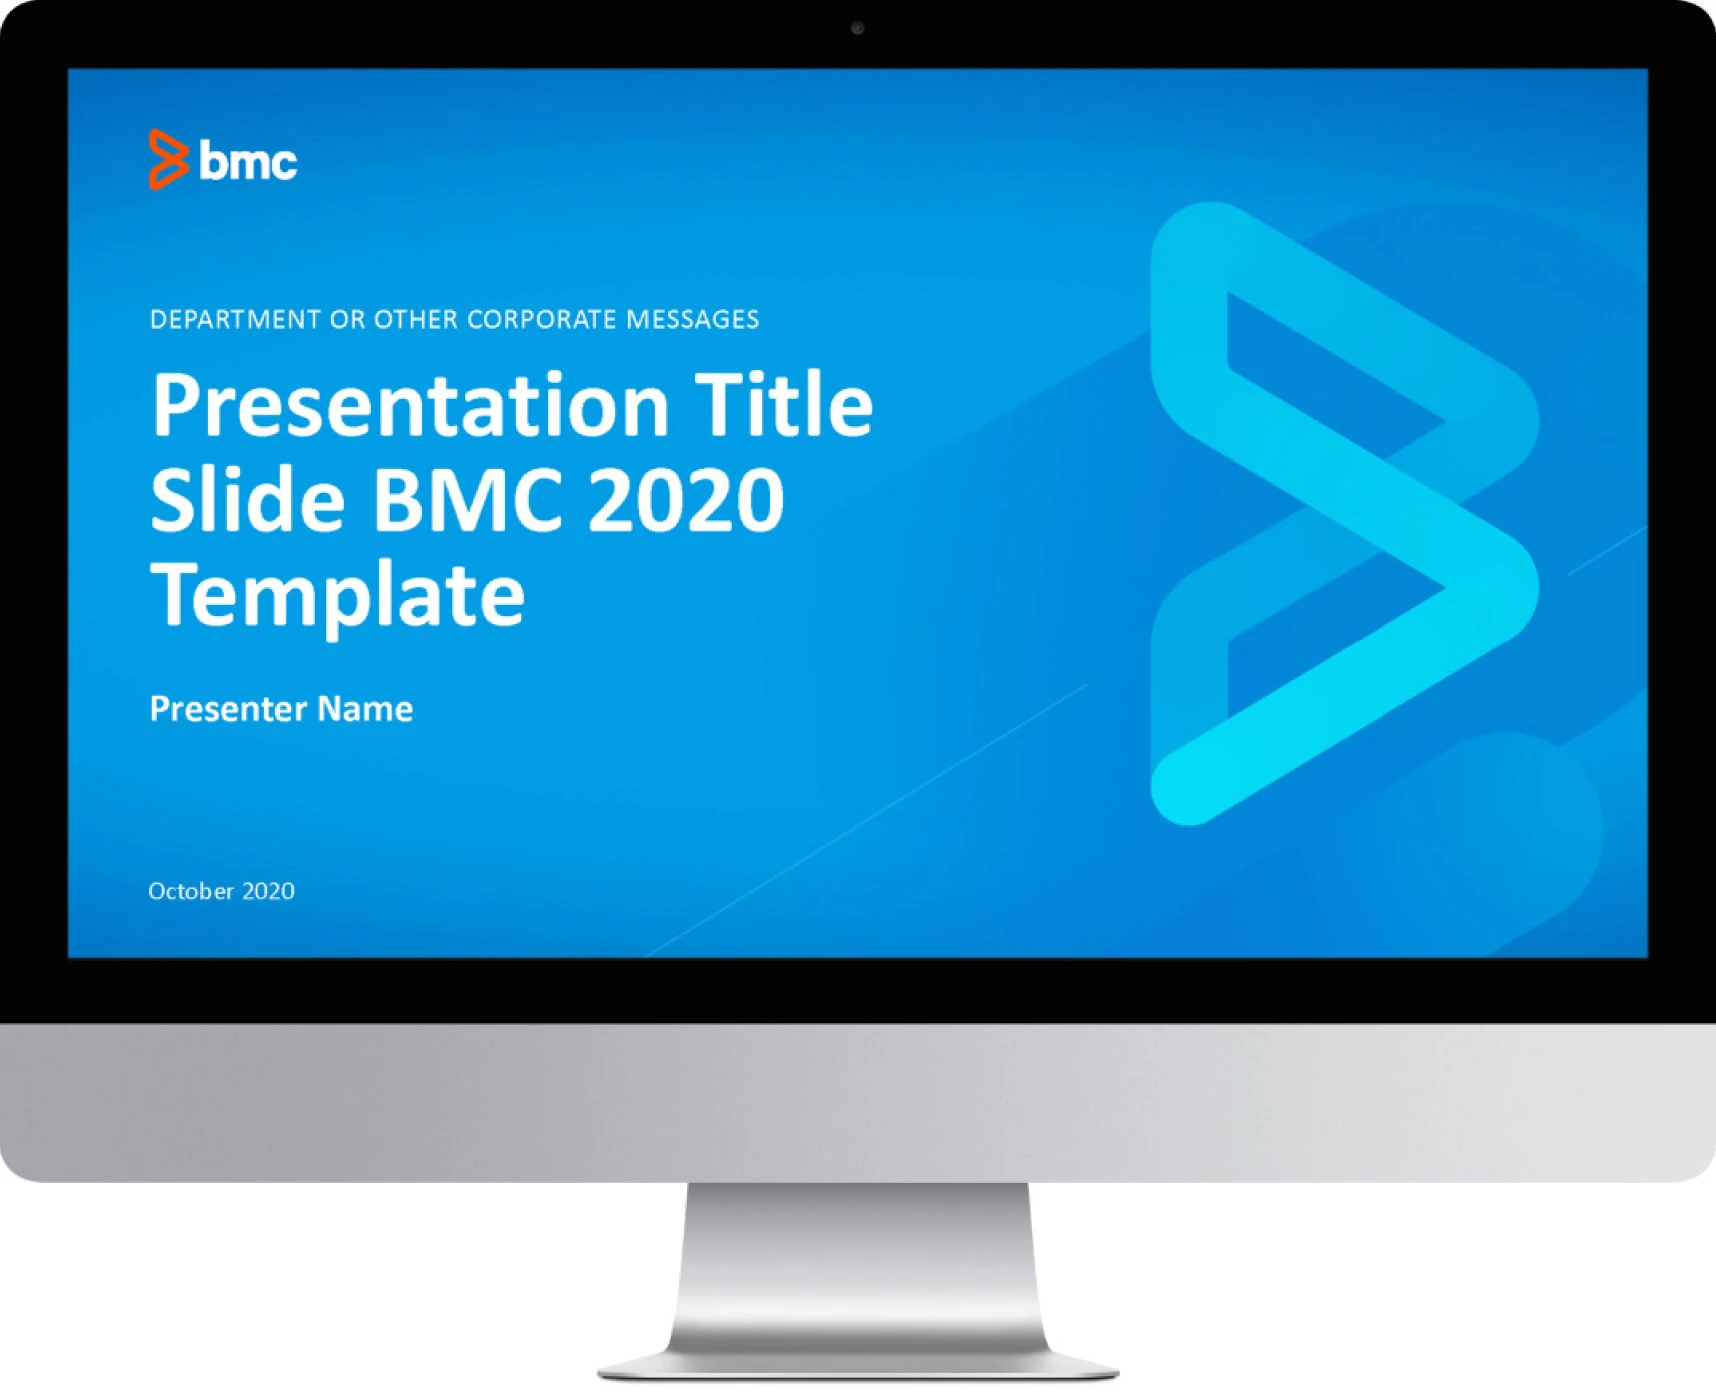 bmc
DEPARTMENT OR OTHER CORPORATE MESSAGES
Presentation Title
Slide BMC 2020
Template
Presenter Name
October 2020